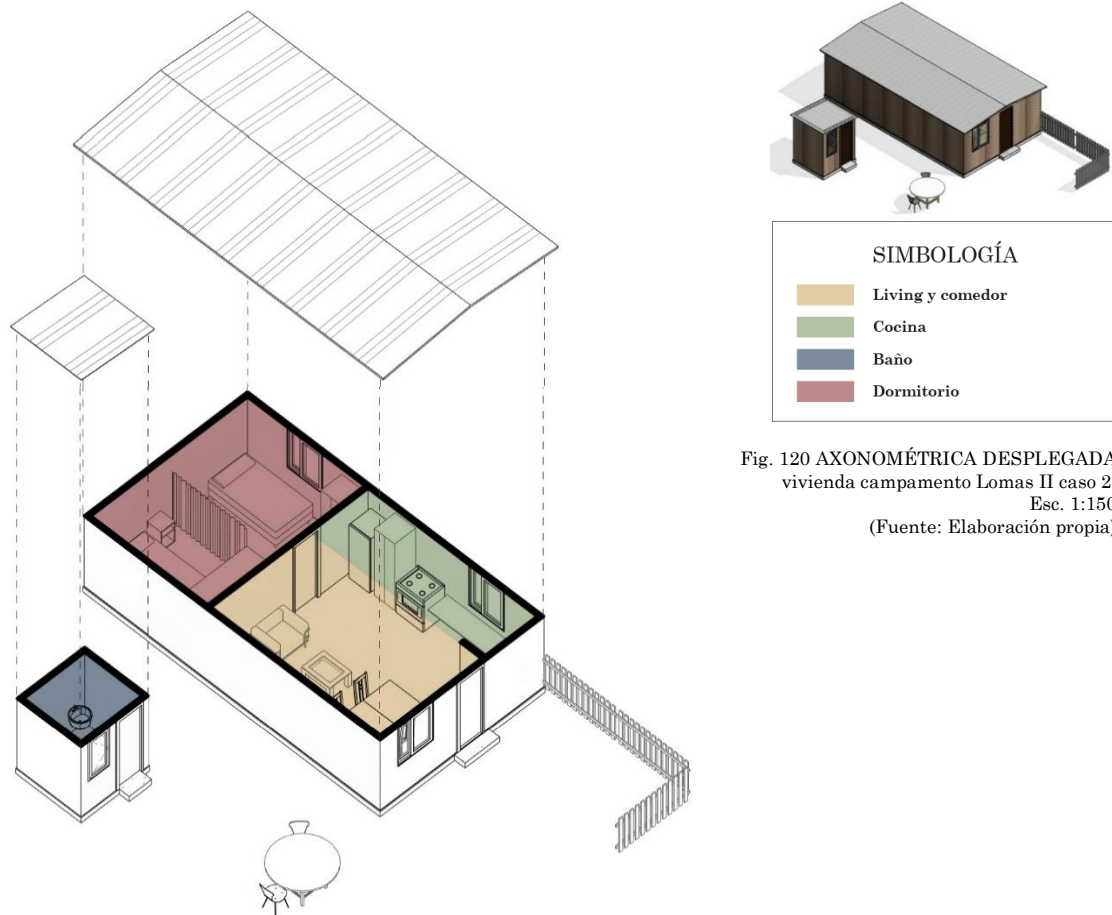 SIMBOLOGÍA
Living y comedor
Cocina
Baño
Dormitorio
Fig. 120 AXONOMÉTRICA DESPLEGADA
vivienda campamento Lomas II caso 2
Esc. 1:150
(Fuente: Elaboración propia)